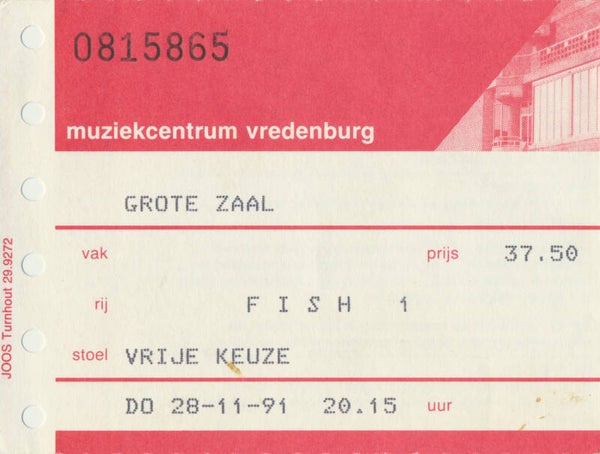 0815865
muziekcentrum vredenburg
GROTE ZAAL
vak prijs 37.50
rij FISH 1
stoel VRIJE KEUZE
DO 28-11-91 20.15 uur
JOOS Turnhout 29.9272